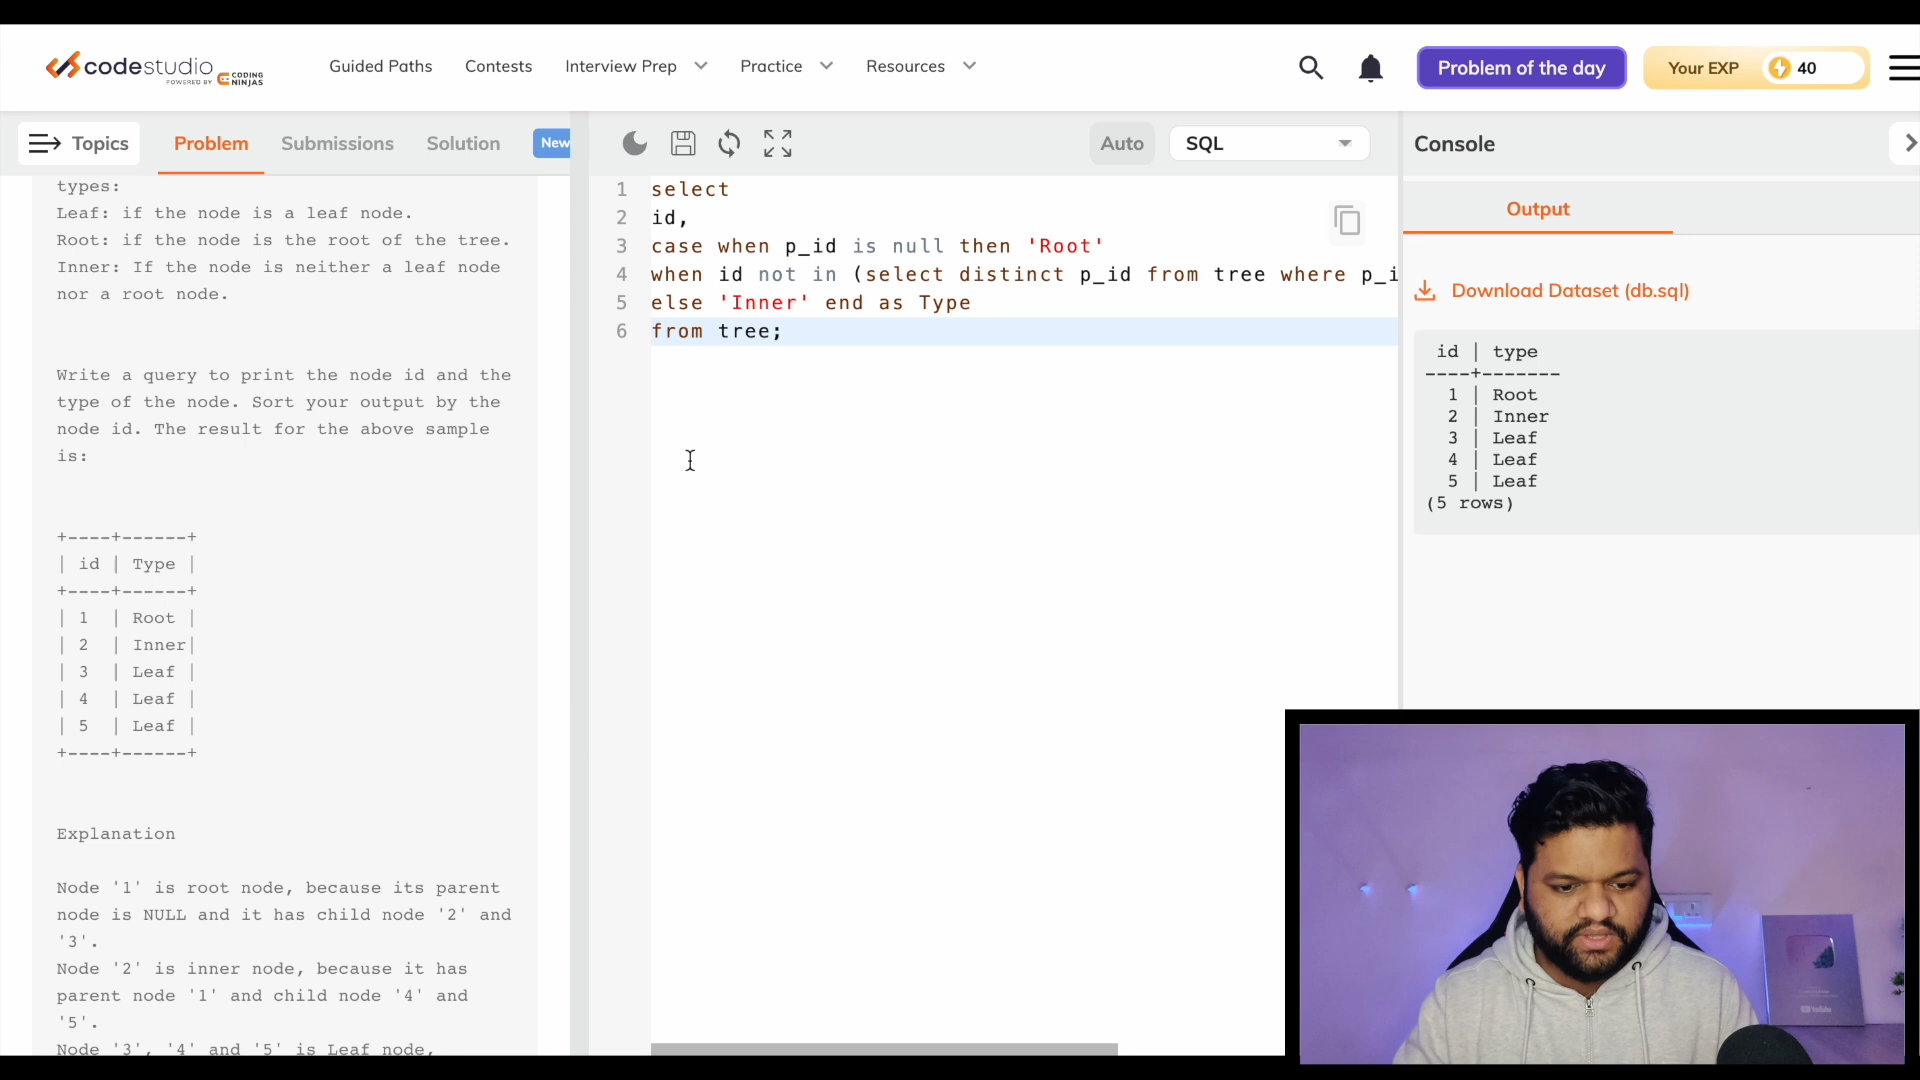 codestudio
POWERED BY CODING NINJAS
Guided Paths
Contests
Interview Prep
Practice
Resources
Problem of the day
Your EXP
40
Topics
Problem
Submissions
Solution
New
types:
Leaf: if the node is a leaf node.
Root: if the node is the root of the tree.
Inner: If the node is neither a leaf node
nor a root node.
Write a query to print the node id and the
type of the node. Sort your output by the
node id. The result for the above sample
is:
+----+------+
| id | Type |
+----+------+
| 1 | Root |
| 2 | Inner|
| 3 | Leaf |
| 4 | Leaf |
| 5 | Leaf |
+----+------+
Explanation
Node '1' is root node, because its parent
node is NULL and it has child node '2' and
'3'.
Node '2' is inner node, because it has
parent node '1' and child node '4' and
'5'.
Node '3', '4' and '5' is Leaf node,
Auto
SQL
1 select
2 id,
3 case when p_id is null then 'Root'
4 when id not in (select distinct p_id from tree where p_i
5 else 'Inner' end as Type
6 from tree;
Console
Output
Download Dataset (db.sql)
id | type
----+-------
1 | Root
2 | Inner
3 | Leaf
4 | Leaf
5 | Leaf
(5 rows)
YouTube